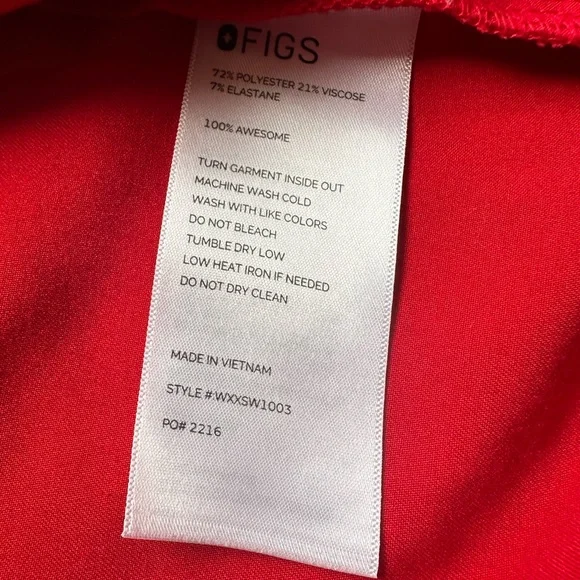 FIGS
72% POLYESTER 21% VISCOSE
7% ELASTANE
100% AWESOME
TURN GARMENT INSIDE OUT
MACHINE WASH COLD
WASH WITH LIKE COLORS
DO NOT BLEACH
TUMBLE DRY LOW
LOW HEAT IRON IF NEEDED
DO NOT DRY CLEAN
MADE IN VIETNAM
STYLE # WXXSW1003
PO# 2216